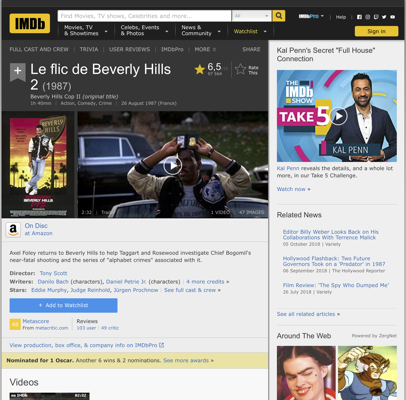 IMDb
Find Movies, TV shows, Celebrities and more...
All
IMDbPro
Help
Movies, TV & Showtimes
Celebs, Events & Photos
News & Community
Watchlist
Sign in
FULL CAST AND CREW | TRIVIA | USER REVIEWS | IMDbPro | MORE
SHARE
Le flic de Beverly Hills 2 (1987)
6,5
Rate This
Beverly Hills Cop II (original title)
1h 40min | Action, Comedy, Crime | 26 August 1987 (France)
2:32 | Trailer
1 VIDEO | 47 IMAGES
On Disc
at Amazon
Axel Foley returns to Beverly Hills to help Taggart and Rosewood investigate Chief Bogomil's near-fatal shooting and the series of "alphabet crimes" associated with it.
Director: Tony Scott
Writers: Danilo Bach (characters), Daniel Petrie Jr. (characters) | 4 more credits »
Stars: Eddie Murphy, Judge Reinhold, Jürgen Prochnow | See full cast & crew »
+ Add to Watchlist
Metascore
From metacritic.com
Reviews
103 user | 49 critic
View production, box office, & company info on IMDbPro
Nominated for 1 Oscar. Another 6 wins & 2 nominations. See more awards »
Videos
Kal Penn's Secret "Full House" Connection
THE IMDb SHOW
TAKE 5
KAL PENN
Kal Penn reveals the details, and a whole lot more, in our Take 5 Challenge.
Watch now »
Related News
Editor Billy Weber Looks Back on His Collaborations With Terrence Malick
05 October 2018 | Variety
Hollywood Flashback: Two Future Governors Took on a 'Predator' in 1987
06 September 2018 | The Hollywood Reporter
Film Review: 'The Spy Who Dumped Me'
26 July 2018 | Variety
See all related articles »
Around The Web
Powered by ZergNet